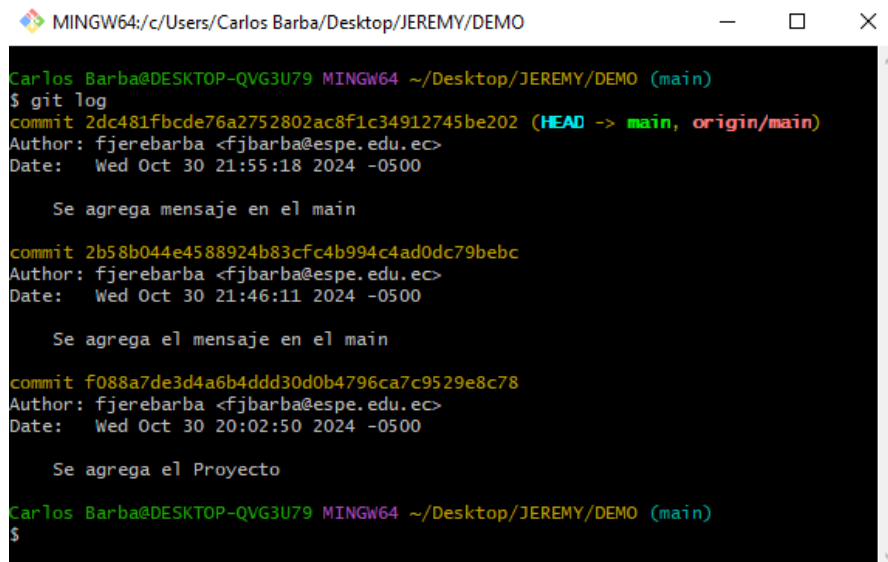 MINGW64:/c/Users/Carlos Barba/Desktop/JEREMY/DEMO
Carlos Barba@DESKTOP-QVG3U79 MINGW64 ~/Desktop/JEREMY/DEMO (main)
$ git log
commit 2dc481fbcde76a2752802ac8f1c34912745be202 (HEAD -> main, origin/main)
Author: fjerebarba <fjbarba@espe.edu.ec>
Date:   Wed Oct 30 21:55:18 2024 -0500
    Se agrega mensaje en el main
commit 2b58b044e4588924b83cfc4b994c4ad0dc79bebc
Author: fjerebarba <fjbarba@espe.edu.ec>
Date:   Wed Oct 30 21:46:11 2024 -0500
    Se agrega el mensaje en el main
commit f088a7de3d4a6b4ddd30d0b4796ca7c9529e8c78
Author: fjerebarba <fjbarba@espe.edu.ec>
Date:   Wed Oct 30 20:02:50 2024 -0500
    Se agrega el Proyecto
Carlos Barba@DESKTOP-QVG3U79 MINGW64 ~/Desktop/JEREMY/DEMO (main)
$